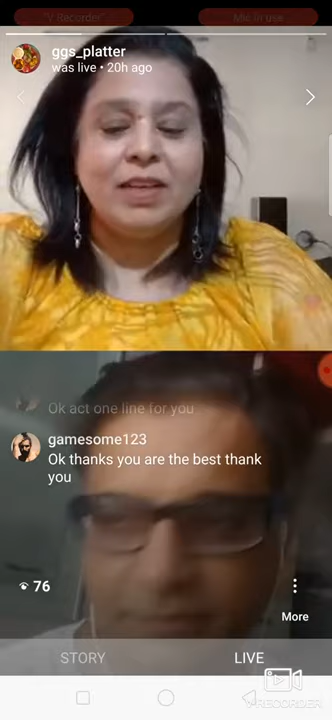 "V Recorder"
Mic in use
ggs_platter
was live • 20h ago
Ok act one line for you
gamesome123
Ok thanks you are the best thank
you
76
More
STORY
LIVE
V RECORDER